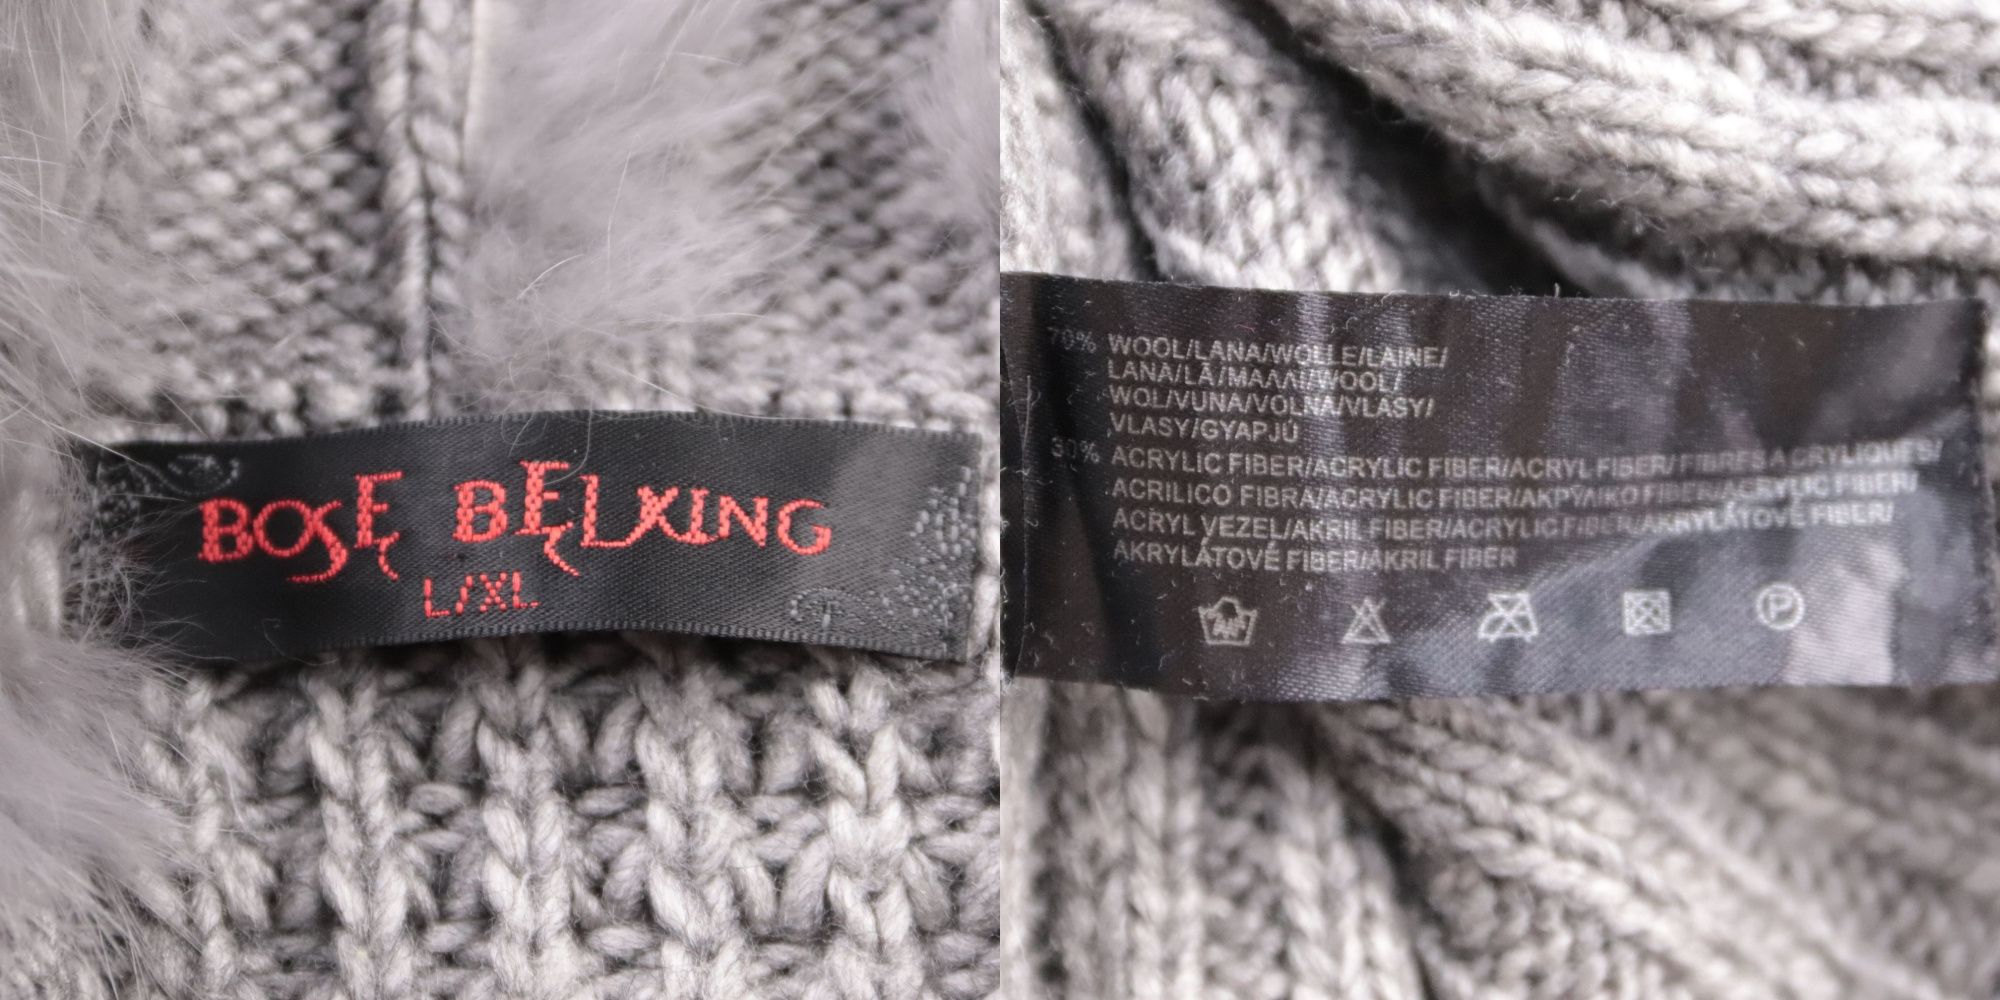 BOSE BELXING
L/XL
70% WOOL/LANA/WOLLE/LAINE/
LANA/LÃ/ΜΑΛΛΙ/WOOL/
WOL/VUNA/VOLNA/VLASY/
VLASY/GYAPJÚ
30% ACRYLIC FIBER/ACRYLIC FIBER/ACRYL FIBER/FIBRES ACRYLIQUES/
ACRILICO FIBRA/ACRYLIC FIBER/ΑΚΡΎΛΙΚΟ FIBER/ACRYLIC FIBER/
ACRYL VEZEL/AKRIL FIBER/ACRYLIC FIBER/AKRYLÁTOVÉ FIBER/
AKRYLÁTOVÉ FIBER/AKRIL FIBER
P